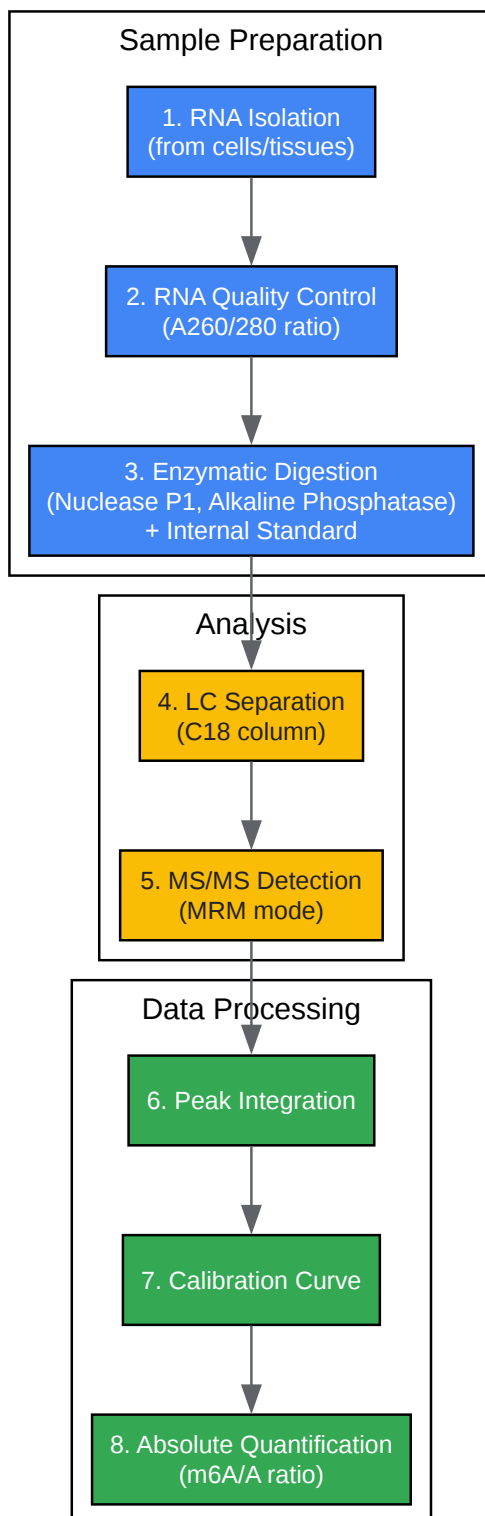 Sample Preparation
1. RNA Isolation
(from cells/tissues)
2. RNA Quality Control
(A260/280 ratio)
3. Enzymatic Digestion
(Nuclease P1, Alkaline Phosphatase)
+ Internal Standard
Analysis
4. LC Separation
(C18 column)
5. MS/MS Detection
(MRM mode)
Data Processing
6. Peak Integration
7. Calibration Curve
8. Absolute Quantification
(m6A/A ratio)